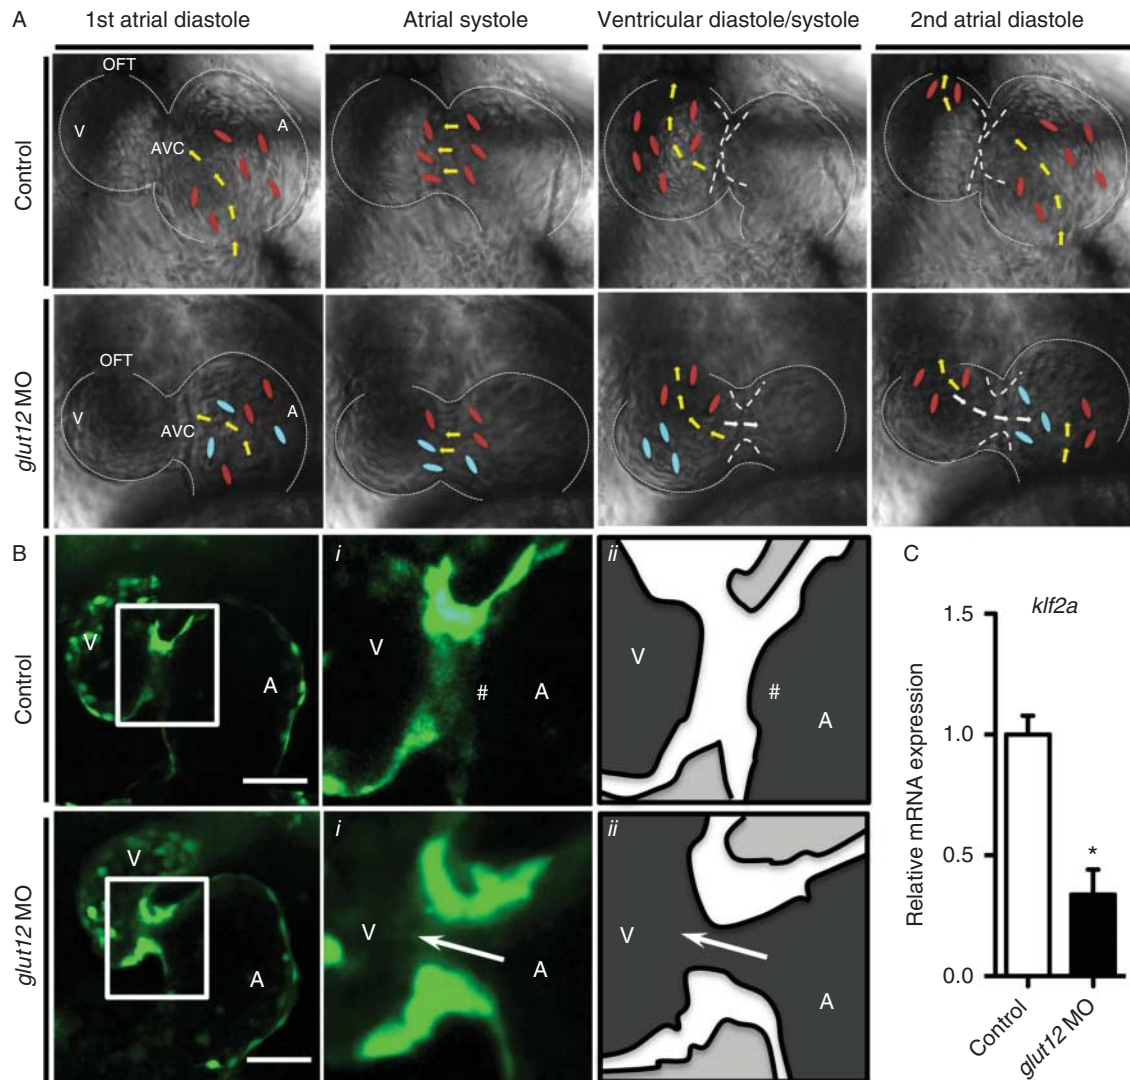 A
1st atrial diastole
Atrial systole
Ventricular diastole/systole
2nd atrial diastole
Control
OFT
V
A
AVC
glut12 MO
OFT
V
A
AVC
B
Control
V
A
i
V
#
A
ii
V
#
A
glut12 MO
V
A
i
V
A
ii
V
A
C
klf2a
Relative mRNA expression
1.5
1.0
0.5
0.0
*
Control
glut12 MO